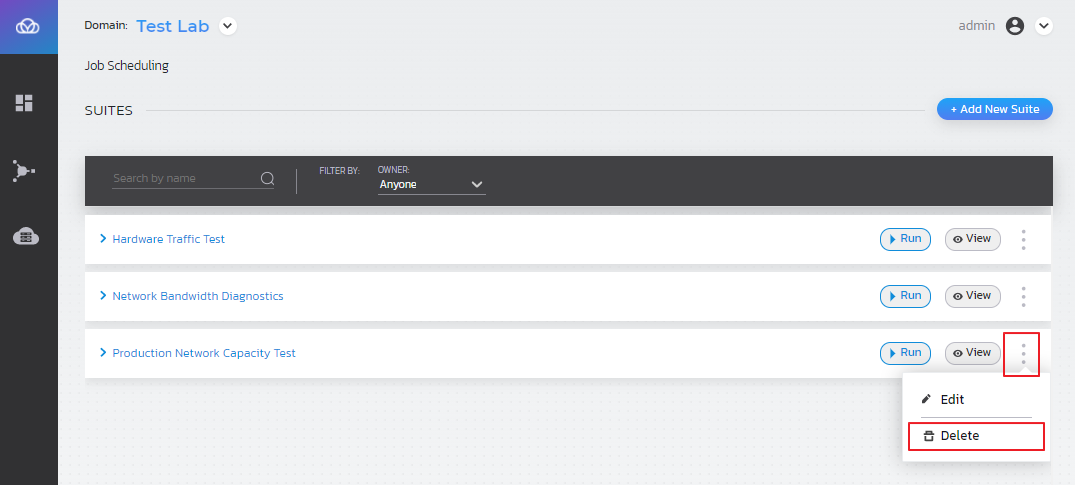 Domain: Test Lab
admin
Job Scheduling
SUITES
+ Add New Suite
Search by name
FILTER BY:
OWNER:
Anyone
Hardware Traffic Test
Run
View
Network Bandwidth Diagnostics
Run
View
Production Network Capacity Test
Run
View
Edit
Delete